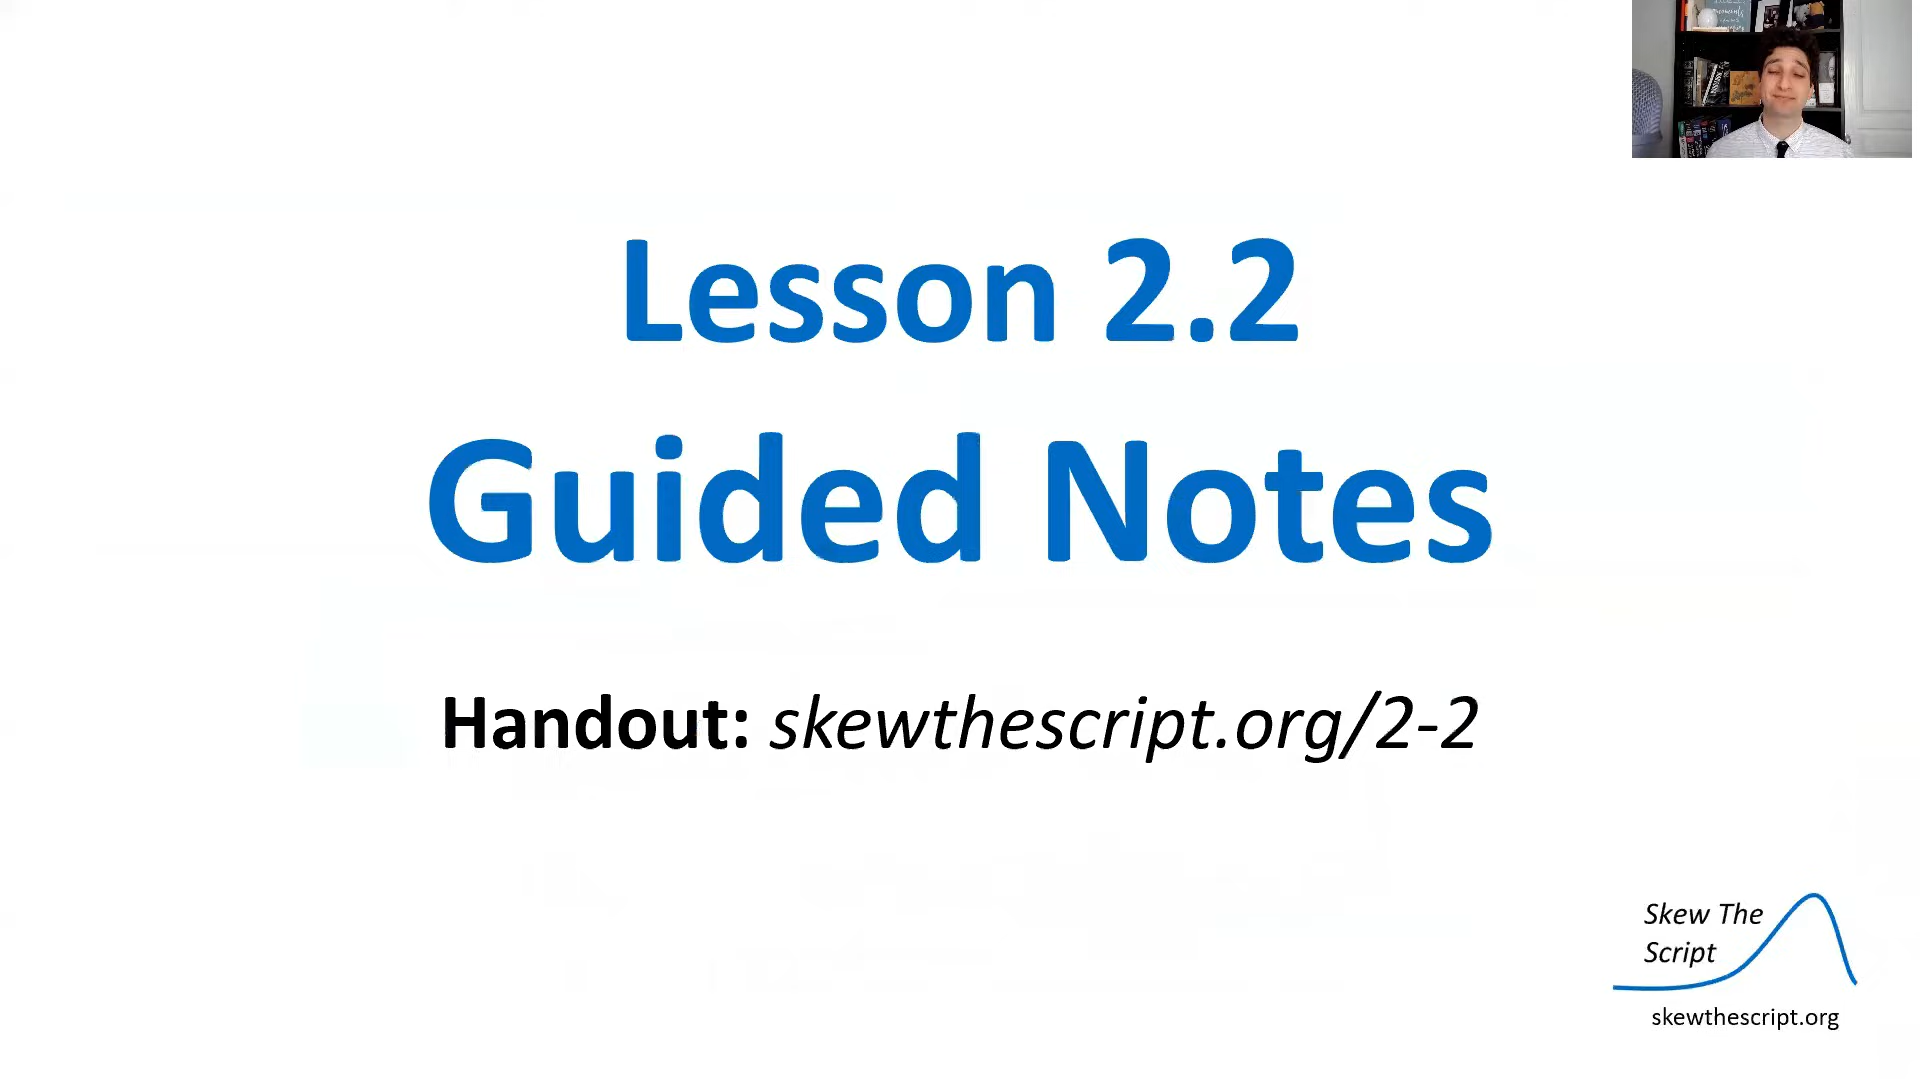 Lesson 2.2
Guided Notes
Handout: skewthescript.org/2-2
Skew The
Script
skewthescript.org